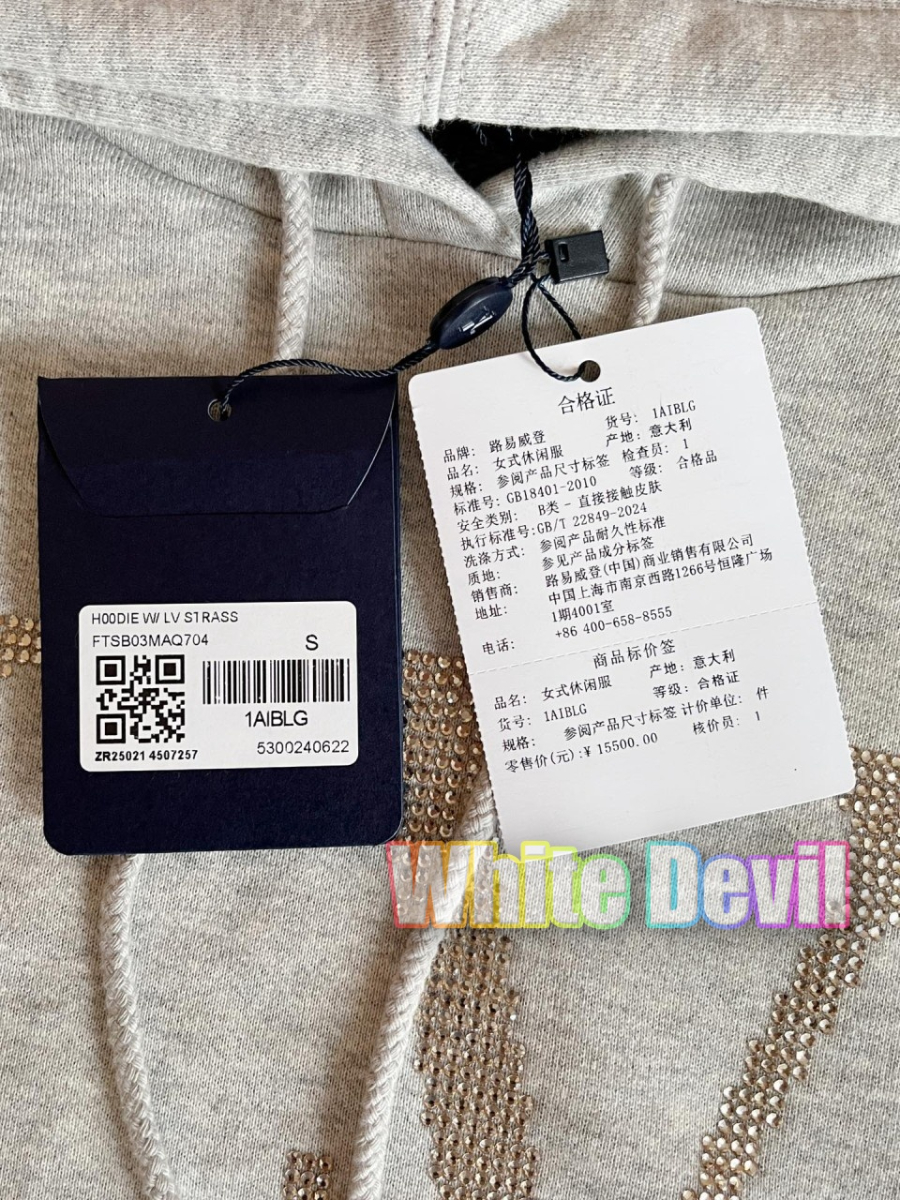 H00DIE W/ LV STRASS
FTSB03MAQ704
S
1AIBLG
5300240622
ZR25021 4507257
合格证
品牌: 路易威登 货号: 1AIBLG
品名: 女式休闲服 产地: 意大利
规格: 参阅产品尺寸标签 检查员: 1
标准号: GB18401-2010 等级: 合格品
安全类别: B类 - 直接接触皮肤
执行标准号:GB/T 22849-2024
洗涤方式: 参阅产品耐久性标准
质地: 参见产品成分标签
销售商: 路易威登(中国)商业销售有限公司
地址: 中国上海市南京西路1266号恒隆广场
1期4001室
电话: +86 400-658-8555
商品标价签
品名: 女式休闲服 产地: 意大利
货号: 1AIBLG 等级: 合格证
规格: 参阅产品尺寸标签 计价单位: 件
零售价(元):¥15500.00 核价员: 1
White Devil